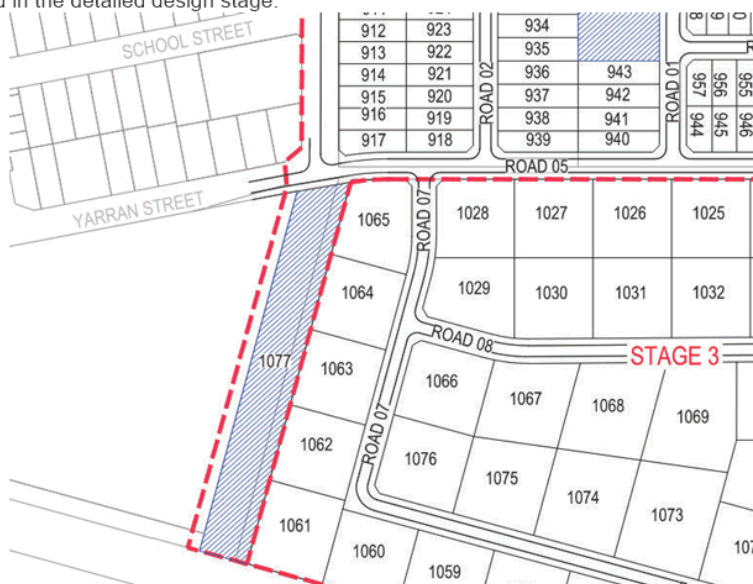 d in the detailed design stage.
SCHOOL STREET
YARRAN STREET
912 923
913 922
914 921
915 920
916 919
917 918
ROAD 02
934
935
936 943
937 942
938 941
939 940
ROAD 01
957 956 955
944 945 946
ROAD 05
1065
ROAD 07
1028 1027 1026 1025
1064
1029 1030 1031 1032
ROAD 08
STAGE 3
1077
1063
1066 1067 1068 1069
1062
ROAD 07
1076 1075 1074 1073
1061
1060
1059